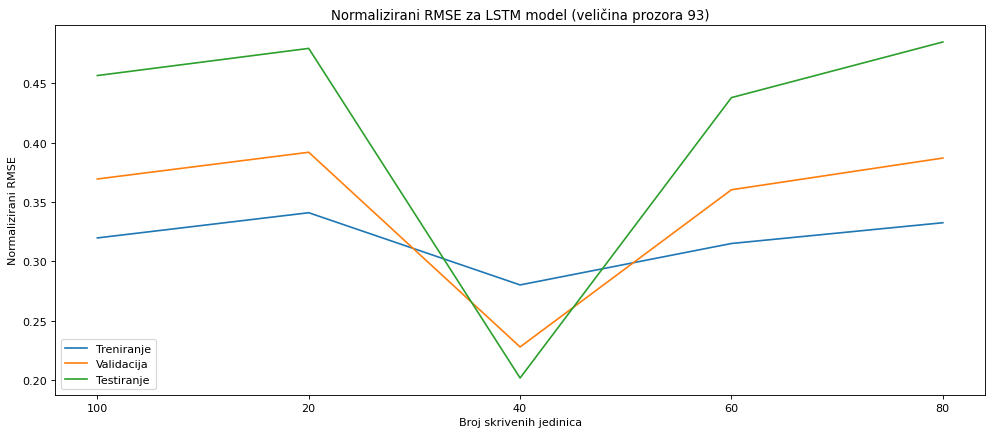 Normalizirani RMSE za LSTM model (veličina prozora 93)
Normalizirani RMSE
0.45
0.40
0.35
0.30
0.25
0.20
Treniranje
Validacija
Testiranje
100 20 40 60 80
Broj skrivenih jedinica